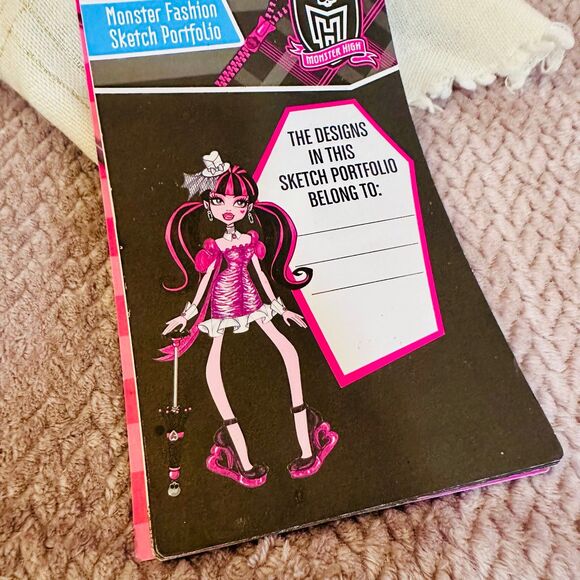 Monster Fashion
Sketch Portfolio
MONSTER HIGH
THE DESIGNS
IN THIS
SKETCH PORTFOLIO
BELONG TO: